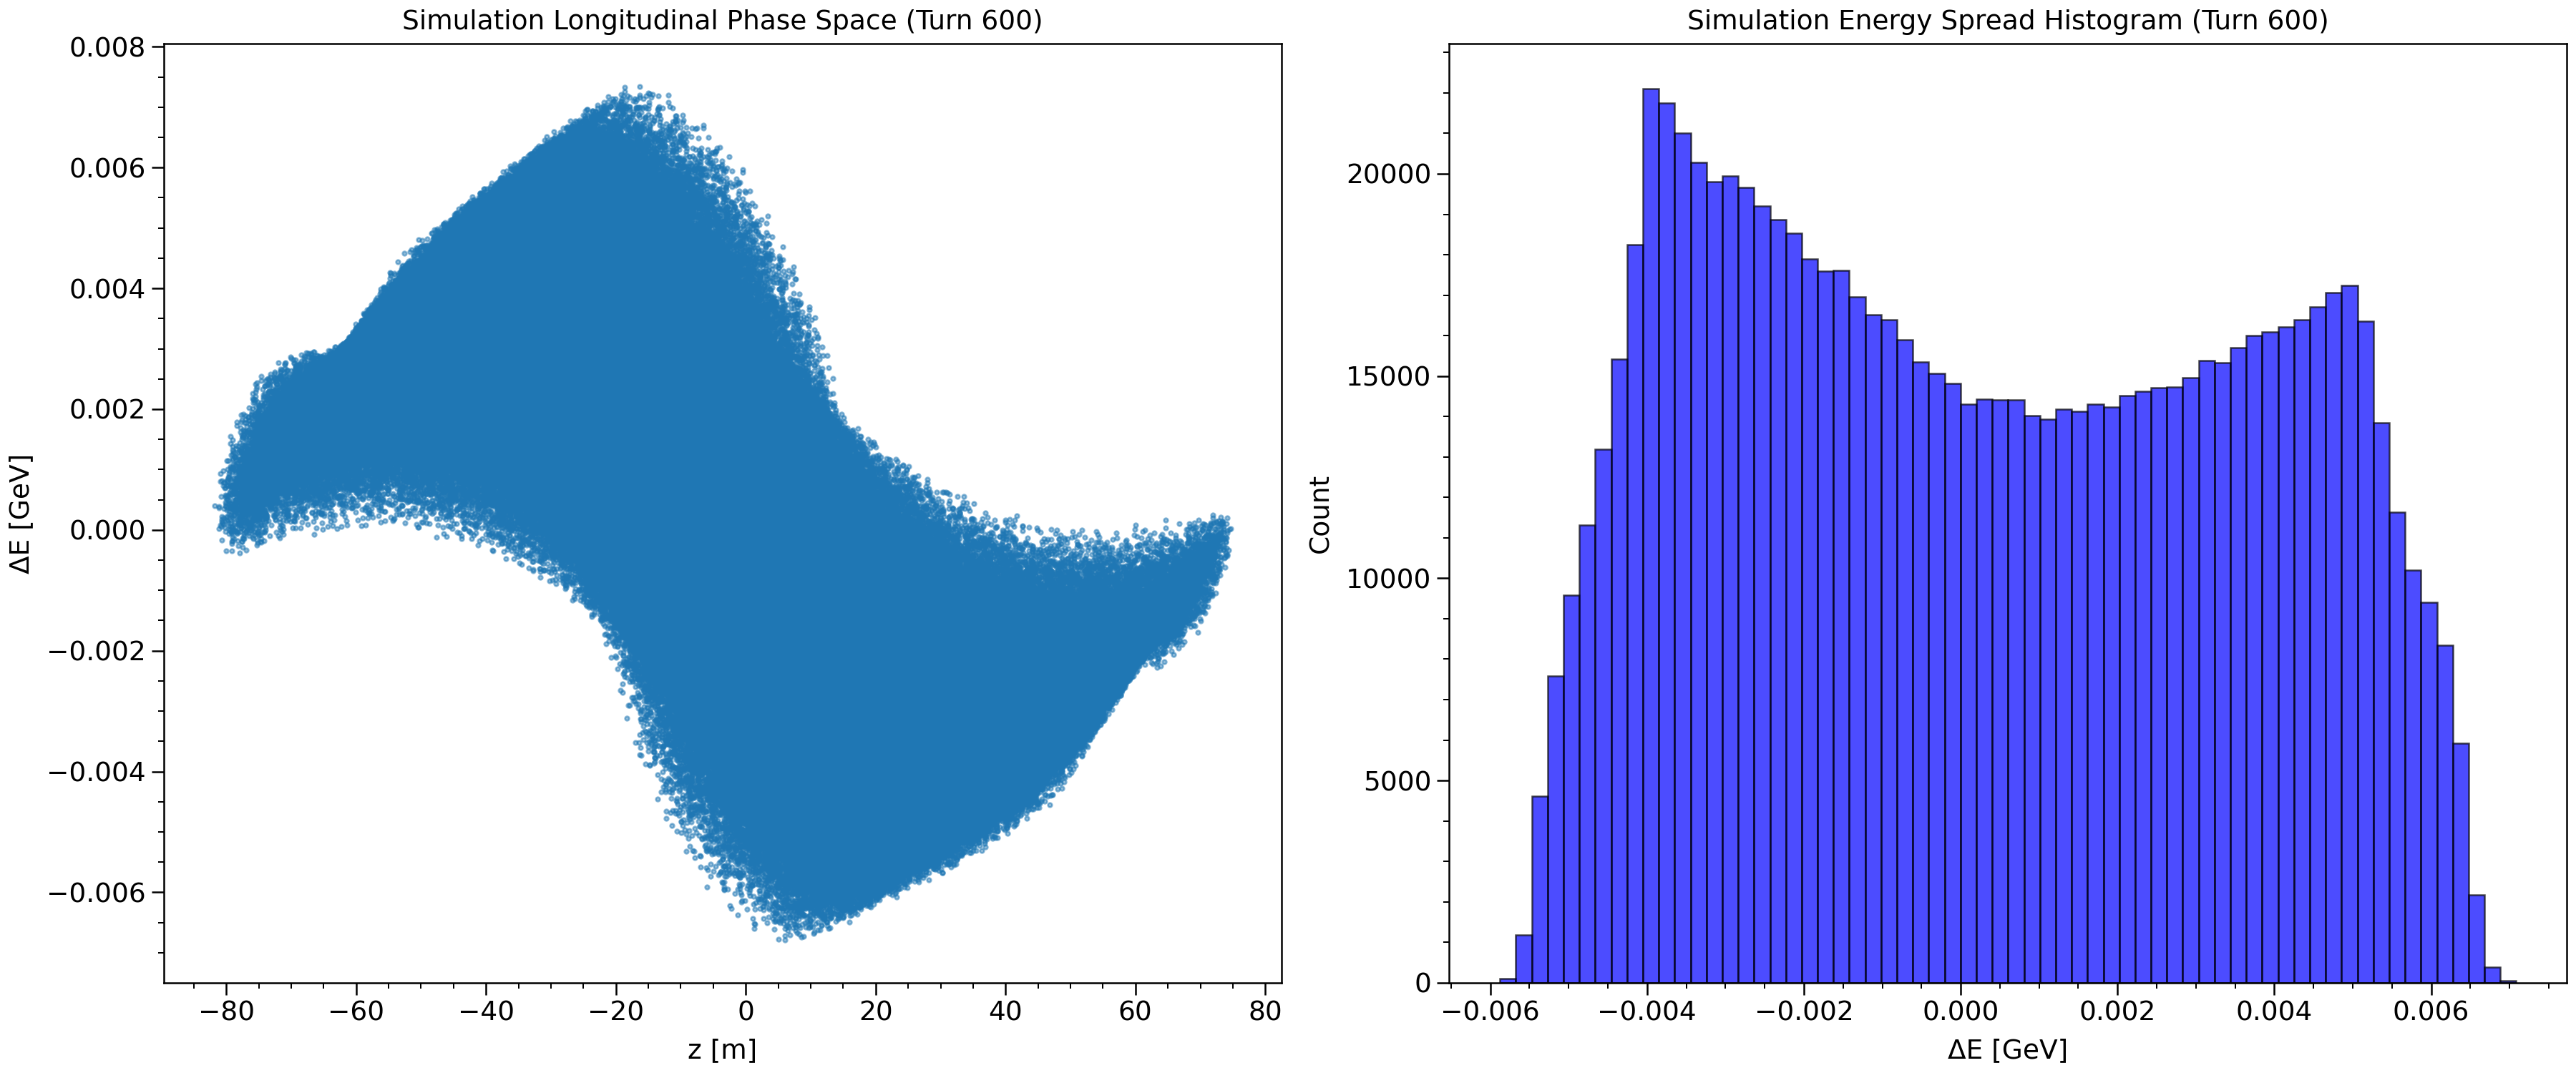 Simulation Longitudinal Phase Space (Turn 600)
0.008
0.006
0.004
0.002
0.000
−0.002
−0.004
−0.006
ΔE [GeV]
−80 −60 −40 −20 0 20 40 60 80
z [m]
Simulation Energy Spread Histogram (Turn 600)
20000
15000
10000
5000
0
Count
−0.006 −0.004 −0.002 0.000 0.002 0.004 0.006
ΔE [GeV]